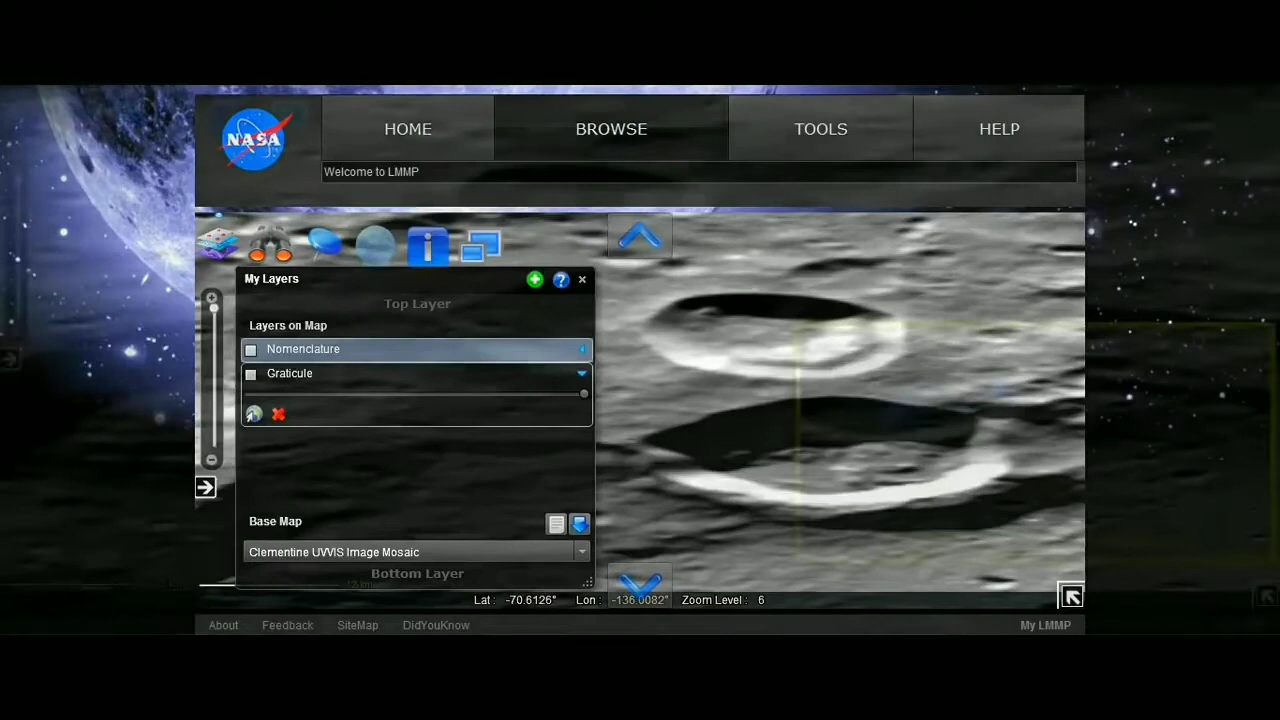 NASA
HOME BROWSE TOOLS HELP
Welcome to LMMP
My Layers
Top Layer
Layers on Map
Nomenclature
Graticule
Base Map
Clementine UVVIS Image Mosaic
Bottom Layer
Lat : -70.6126° Lon : -136.0082° Zoom Level : 6
About Feedback SiteMap DidYouKnow My LMMP